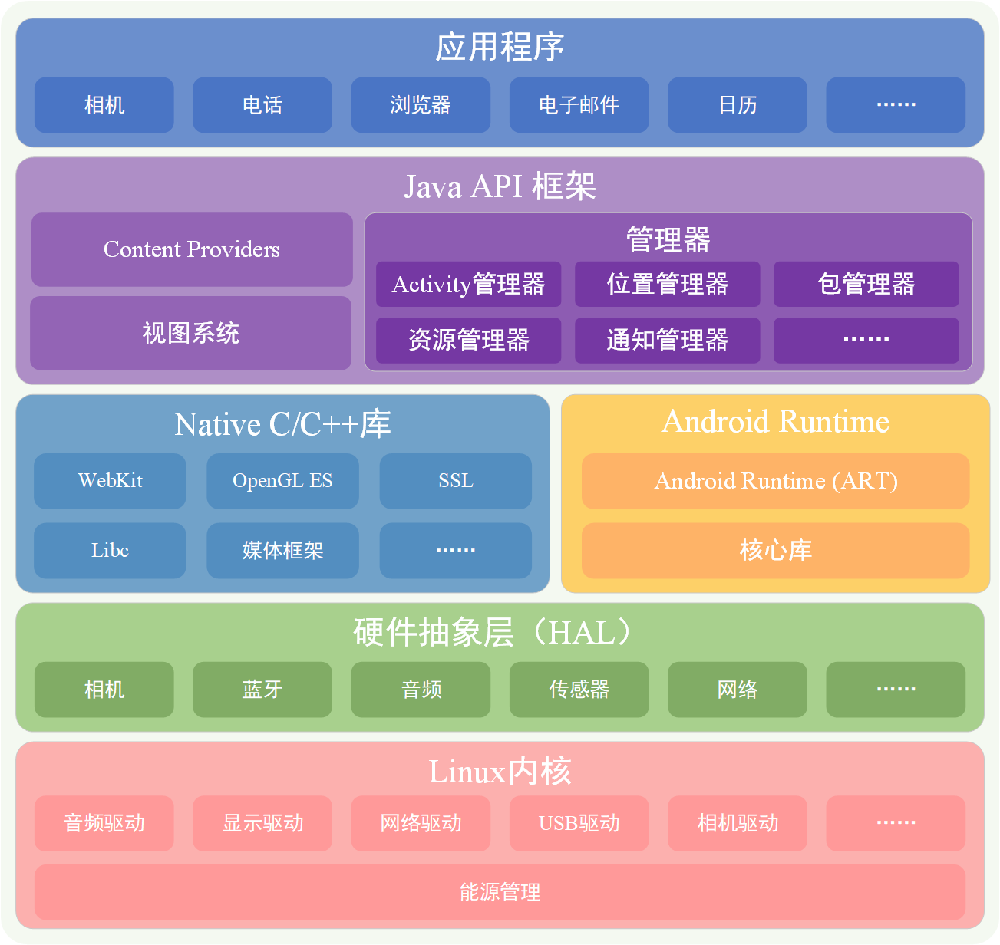 应用程序
相机 电话 浏览器 电子邮件 日历 ……
Java API 框架
Content Providers
视图系统
管理器
Activity管理器 位置管理器 包管理器
资源管理器 通知管理器 ……
Native C/C++库
WebKit OpenGL ES SSL
Libc 媒体框架 ……
Android Runtime
Android Runtime (ART)
核心库
硬件抽象层（HAL）
相机 蓝牙 音频 传感器 网络 ……
Linux内核
音频驱动 显示驱动 网络驱动 USB驱动 相机驱动 ……
能源管理